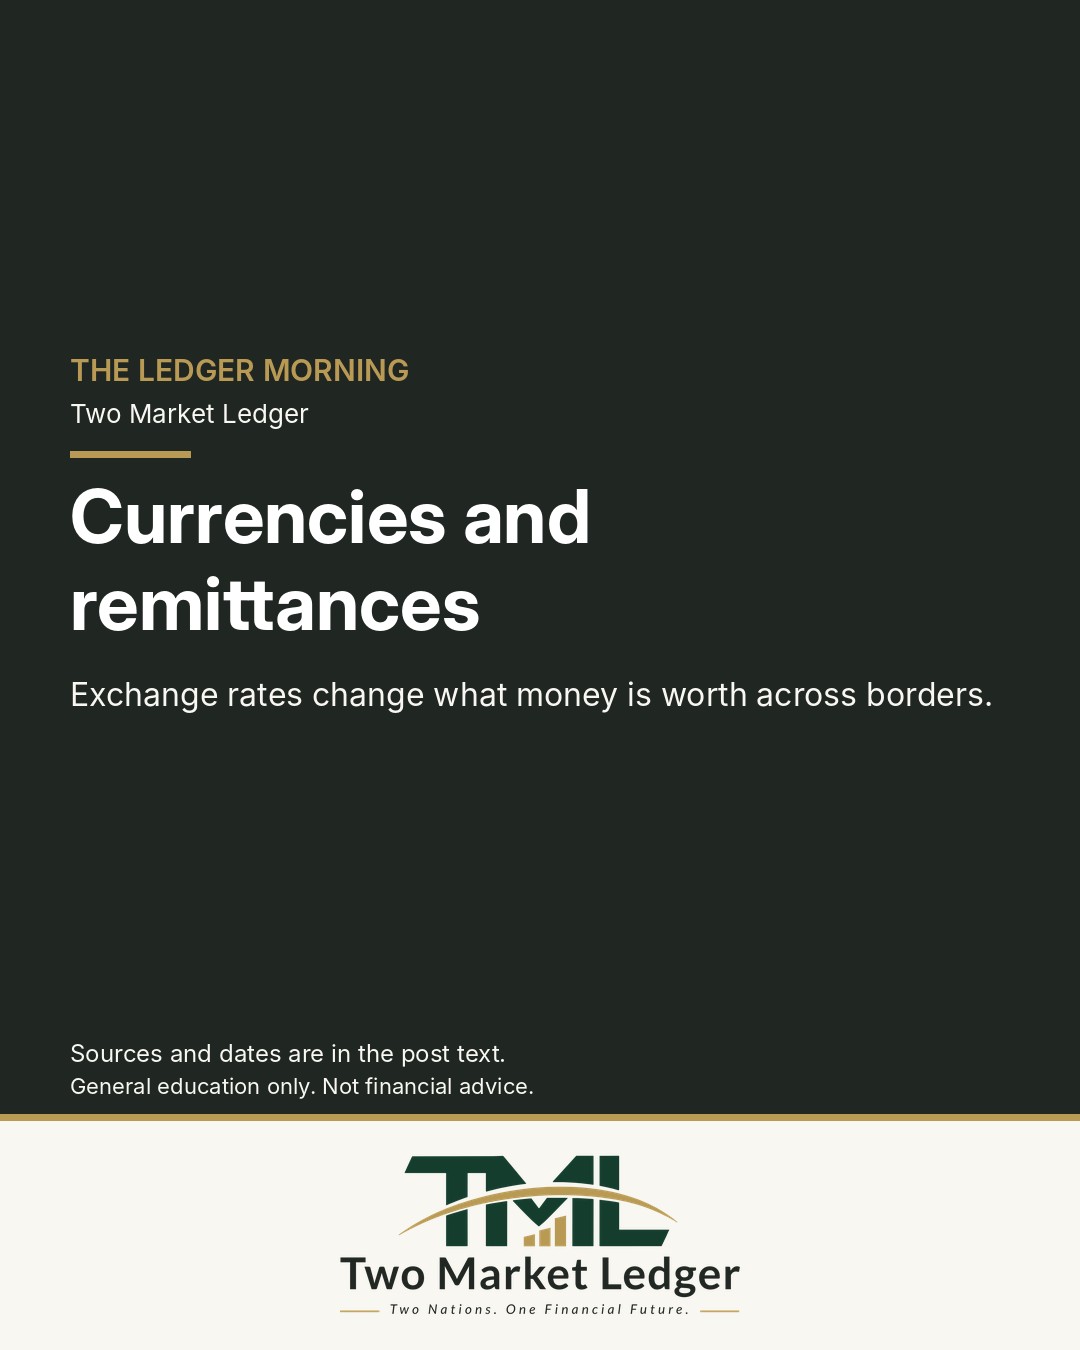 THE LEDGER MORNING
Two Market Ledger
Currencies and
remittances
Exchange rates change what money is worth across borders.
Sources and dates are in the post text.
General education only. Not financial advice.
TML
Two Market Ledger
Two Nations. One Financial Future.